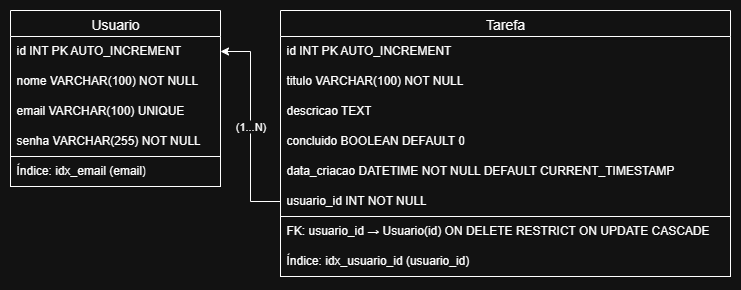 Usuario
id INT PK AUTO_INCREMENT
nome VARCHAR(100) NOT NULL
email VARCHAR(100) UNIQUE
senha VARCHAR(255) NOT NULL
Índice: idx_email (email)
(1...N)
Tarefa
id INT PK AUTO_INCREMENT
titulo VARCHAR(100) NOT NULL
descricao TEXT
concluido BOOLEAN DEFAULT 0
data_criacao DATETIME NOT NULL DEFAULT CURRENT_TIMESTAMP
usuario_id INT NOT NULL
FK: usuario_id → Usuario(id) ON DELETE RESTRICT ON UPDATE CASCADE
Índice: idx_usuario_id (usuario_id)